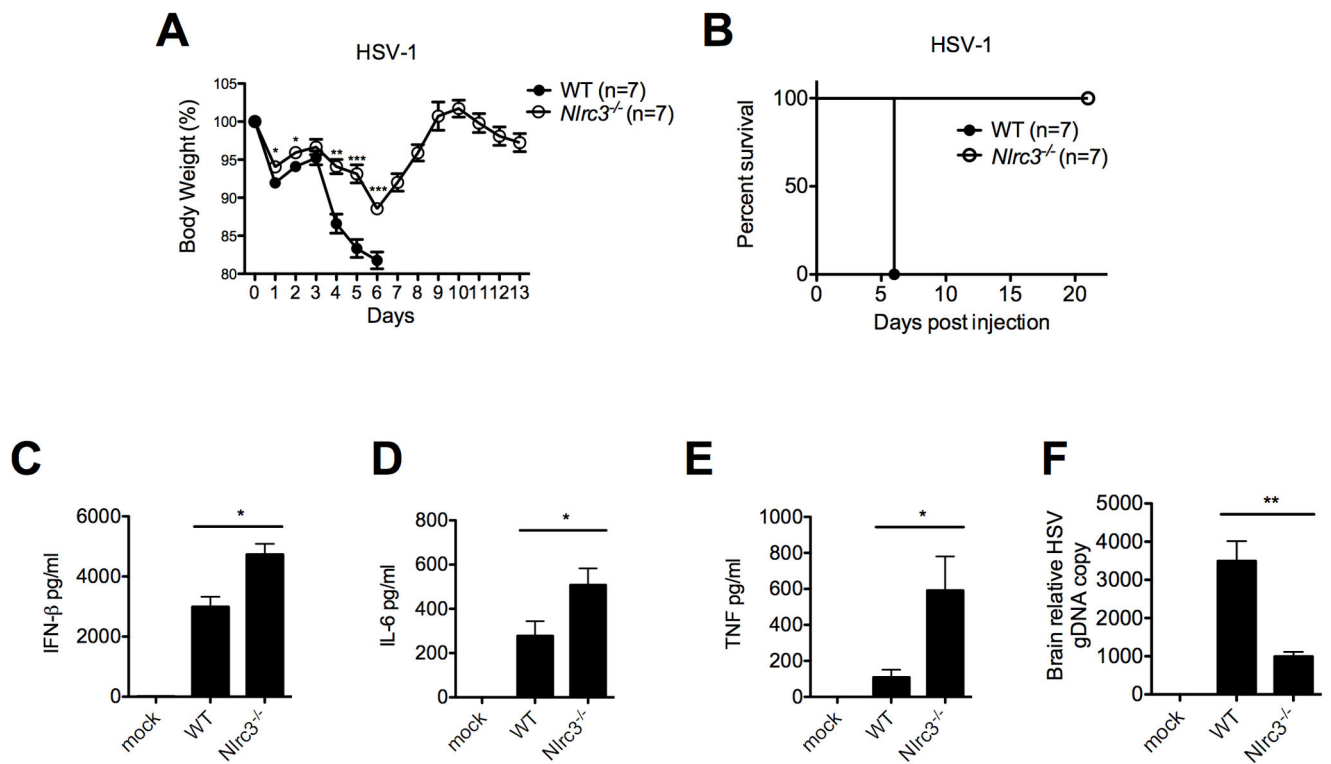 A
HSV-1
Body Weight (%)
105
100
95
90
85
80
* * ** *** ***
0 1 2 3 4 5 6 7 8 9 10 11 12 13
Days
WT (n=7)
Nlrc3-/- (n=7)
B
HSV-1
Percent survival
100
50
0
0 5 10 15 20
Days post injection
WT (n=7)
Nlrc3-/- (n=7)
C
IFN-β pg/ml
6000
4000
2000
0
*
mock WT Nlrc3-/-
D
IL-6 pg/ml
800
600
400
200
0
*
mock WT Nlrc3-/-
E
TNF pg/ml
1000
800
600
400
200
0
*
mock WT Nlrc3-/-
F
Brain relative HSV
gDNA copy
5000
4000
3000
2000
1000
0
**
mock WT Nlrc3-/-